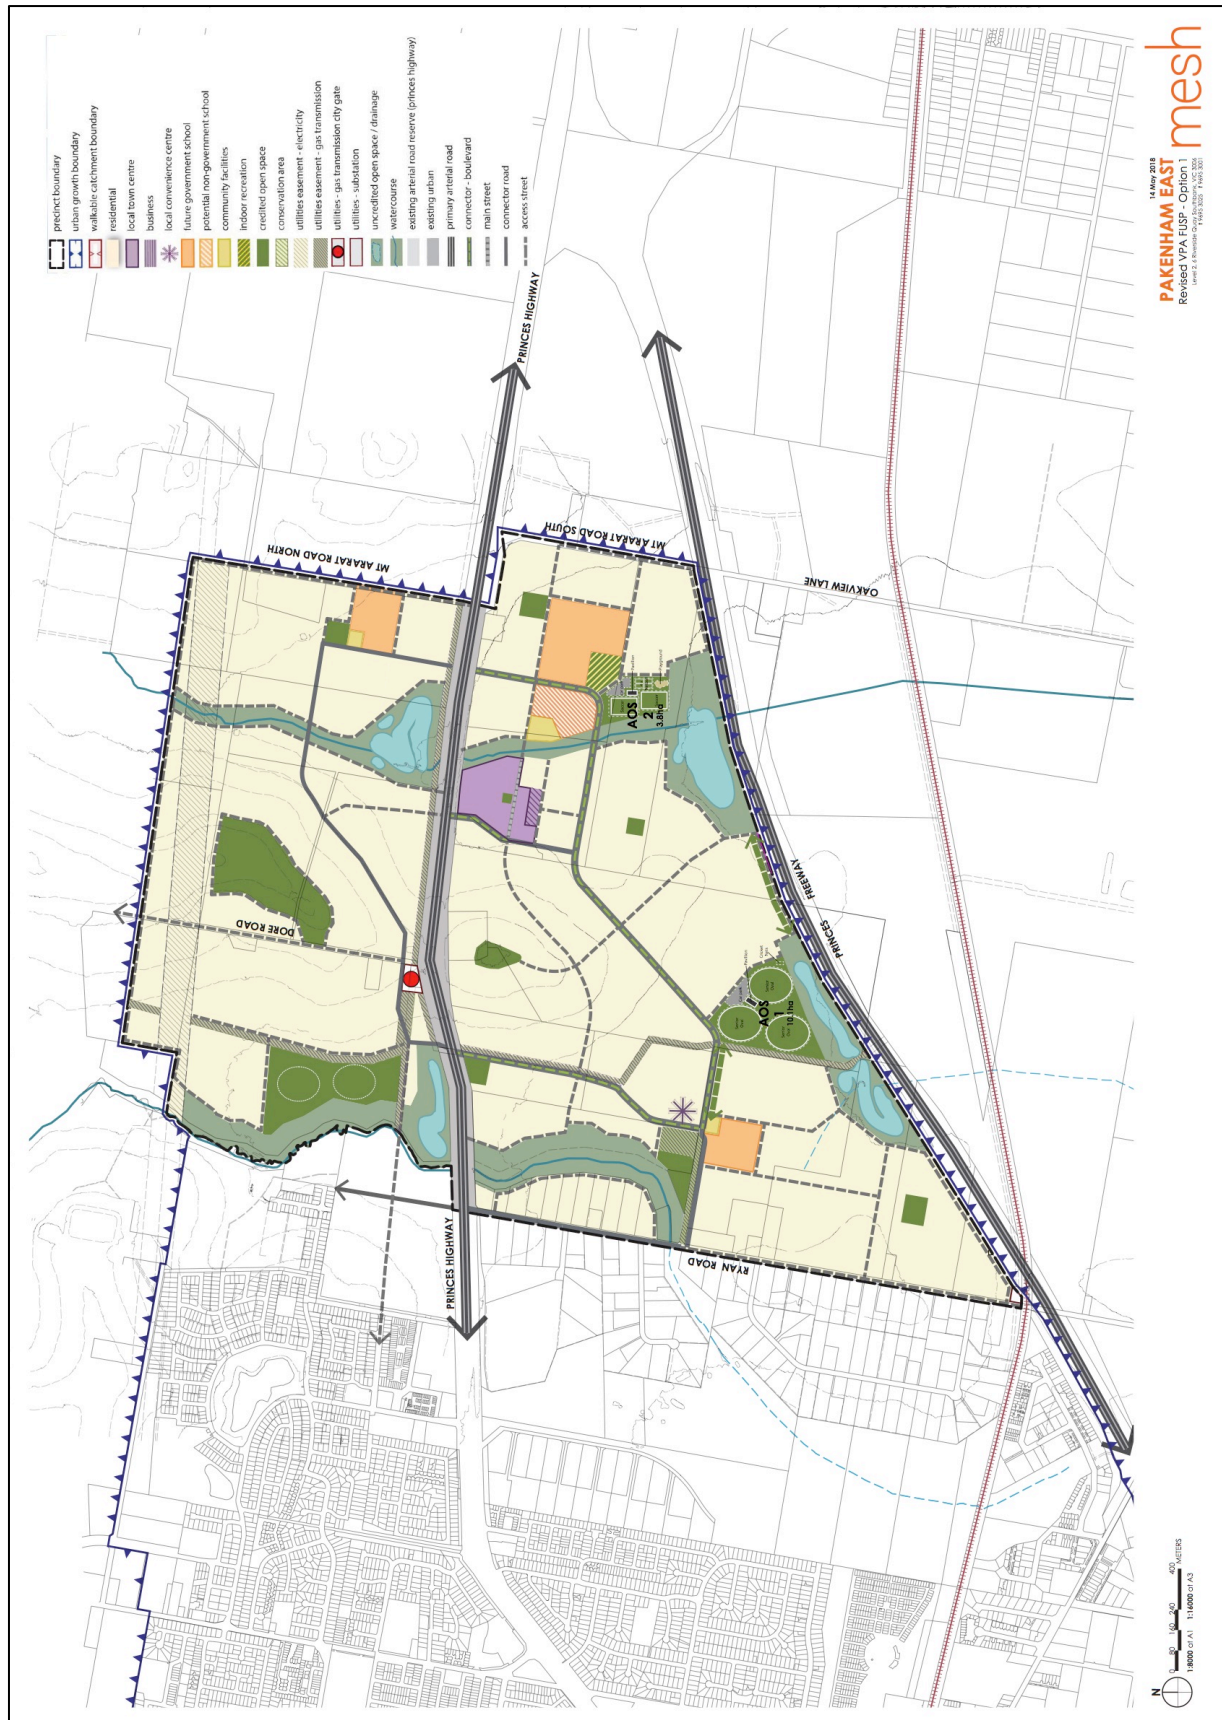 precinct boundary
urban growth boundary
walkable catchment boundary
residential
local town centre
business
local convenience centre
future government school
potential non-government school
community facilities
indoor recreation
credited open space
conservation area
utilities easement - electricity
utilities easement - gas transmission
utilities - gas transmission city gate
utilities - substation
uncredited open space / drainage
watercourse
existing arterial road reserve (princes highway)
existing urban
primary arterial road
connector - boulevard
main street
connector road
access street
MT ARARAT ROAD NORTH
DORE ROAD
PRINCES HIGHWAY
PRINCES HIGHWAY
MT ARARAT ROAD SOUTH
AOS
2
3.8ha
AOS
1
10.1ha
RYAN ROAD
PRINCES FREEWAY
OAKVIEW LANE
N
0 80 160 240 400 METERS
1:8000 at A1 1:16000 at A3
14 May 2018
PAKENHAM EAST
Revised VPA FUSP - Option 1
mesh